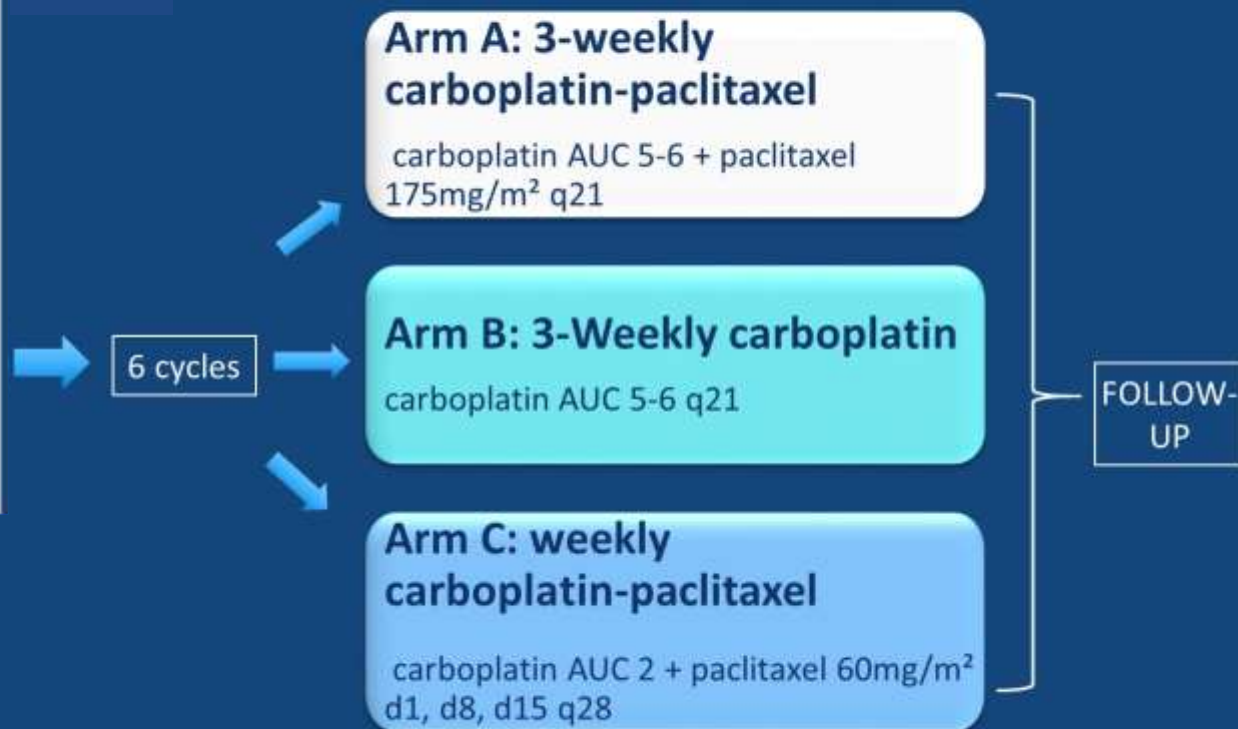 Arm A: 3-weekly
carboplatin-paclitaxel
carboplatin AUC 5-6 + paclitaxel
175mg/m² q21
6 cycles
Arm B: 3-Weekly carboplatin
carboplatin AUC 5-6 q21
FOLLOW-
UP
Arm C: weekly
carboplatin-paclitaxel
carboplatin AUC 2 + paclitaxel 60mg/m²
d1, d8, d15 q28